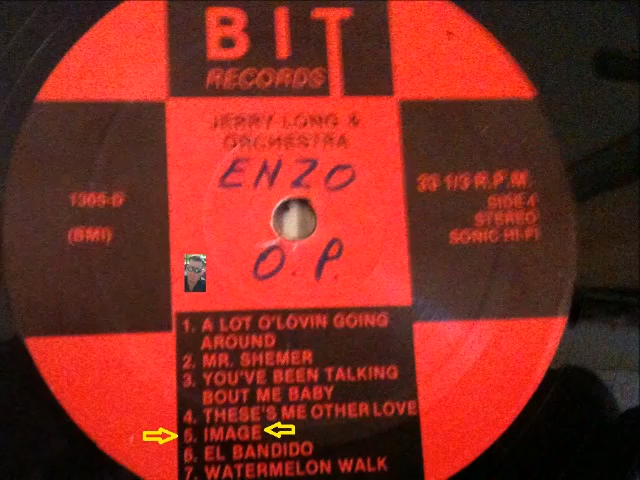 BIT
RECORDS
JERRY LONG &
ORCHESTRA
ENZO
O.P.
1305-D
(BMI)
33 1/3 R.P.M.
SIDE 4
STEREO
SONIC HI-FI
1. A LOT O'LOVIN GOING
AROUND
2. MR. SHEMER
3. YOU'VE BEEN TALKING
BOUT ME BABY
4. THESE'S ME OTHER LOVE
5. IMAGE
6. EL BANDIDO
7. WATERMELON WALK